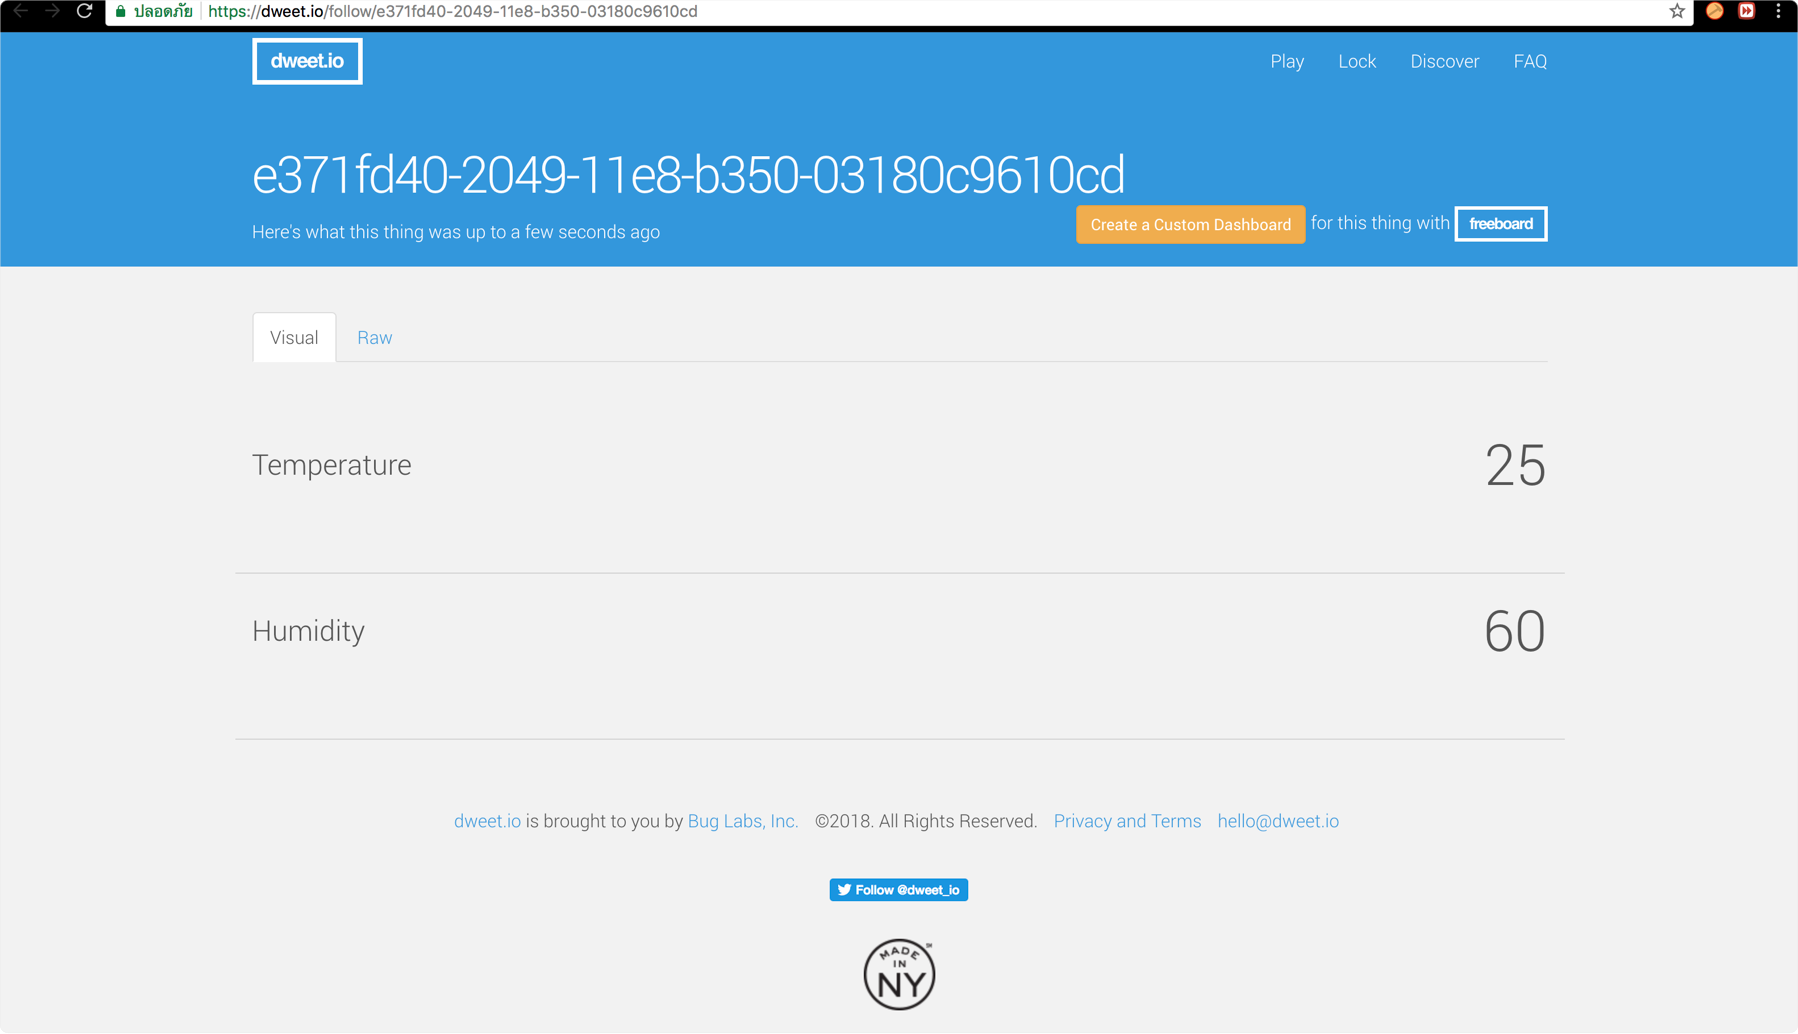 ปลอดภัย https://dweet.io/follow/e371fd40-2049-11e8-b350-03180c9610cd
dweet.io Play Lock Discover FAQ
e371fd40-2049-11e8-b350-03180c9610cd
Here's what this thing was up to a few seconds ago
Create a Custom Dashboard for this thing with freeboard
Visual Raw
Temperature 25
Humidity 60
dweet.io is brought to you by Bug Labs, Inc. ©2018. All Rights Reserved. Privacy and Terms hello@dweet.io
Follow @dweet_io
MADE
IN
NY
SM